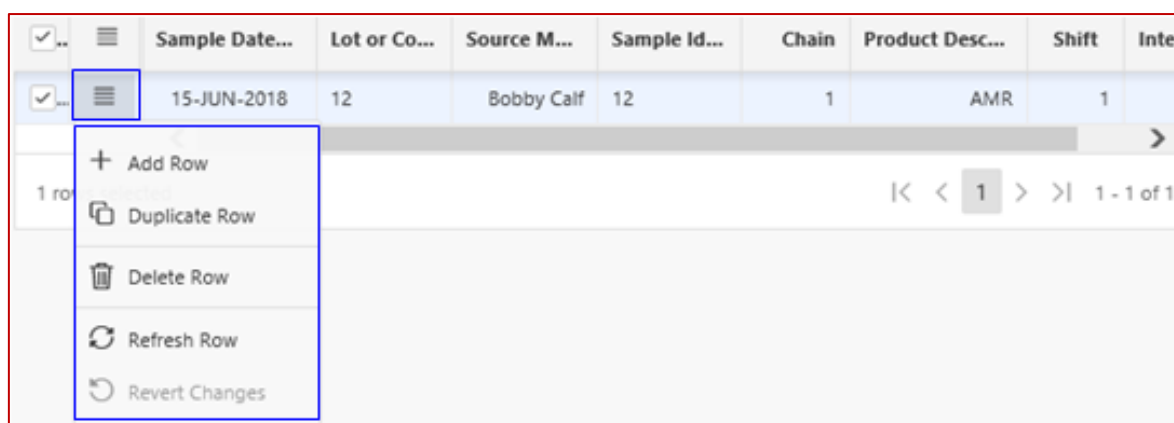 .. Sample Date... Lot or Co... Source M... Sample Id... Chain Product Desc... Shift Inte
... 15-JUN-2018 12 Bobby Calf 12 1 AMR 1
Add Row
1 rows selected 1 1 - 1 of 1
Duplicate Row
Delete Row
Refresh Row
Revert Changes